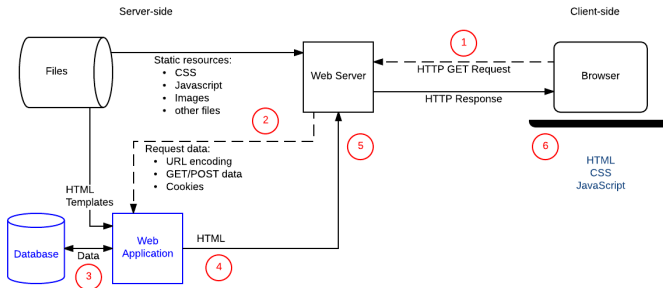 Server-side
Client-side
Files
Static resources:
• CSS
• Javascript
• Images
• other files
Web Server
1
HTTP GET Request
HTTP Response
Browser
2
Request data:
• URL encoding
• GET/POST data
• Cookies
5
6
HTML
CSS
JavaScript
HTML
Templates
Database
Data
3
Web
Application
HTML
4